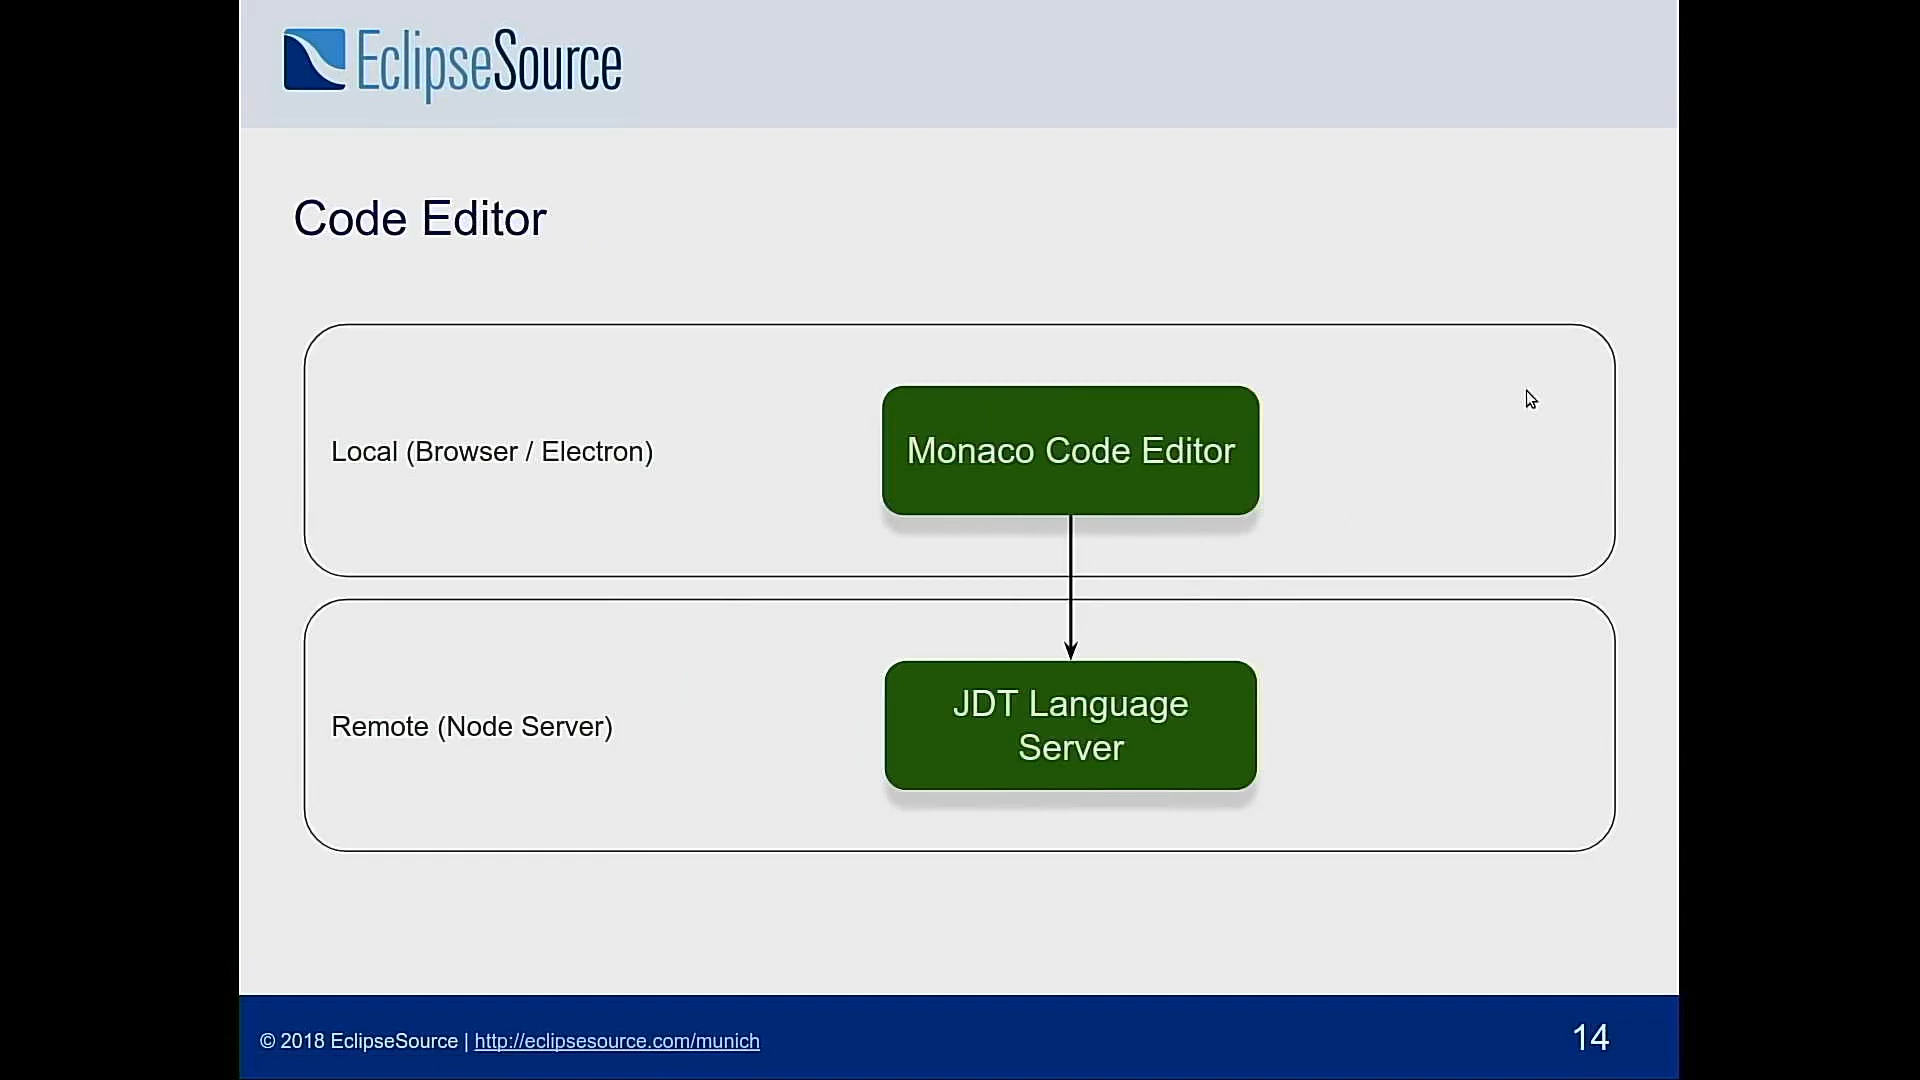 EclipseSource
Code Editor
Local (Browser / Electron)
Monaco Code Editor
Remote (Node Server)
JDT Language
Server
© 2018 EclipseSource | http://eclipsesource.com/munich
14